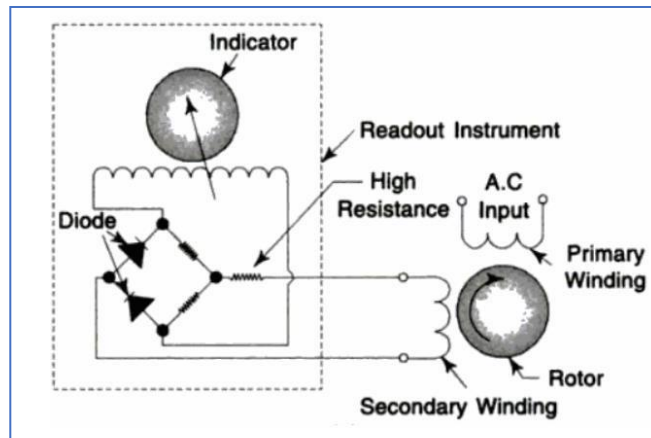 Indicator
Readout Instrument
High
Resistance
A.C
Input
Diode
Primary
Winding
Rotor
Secondary Winding